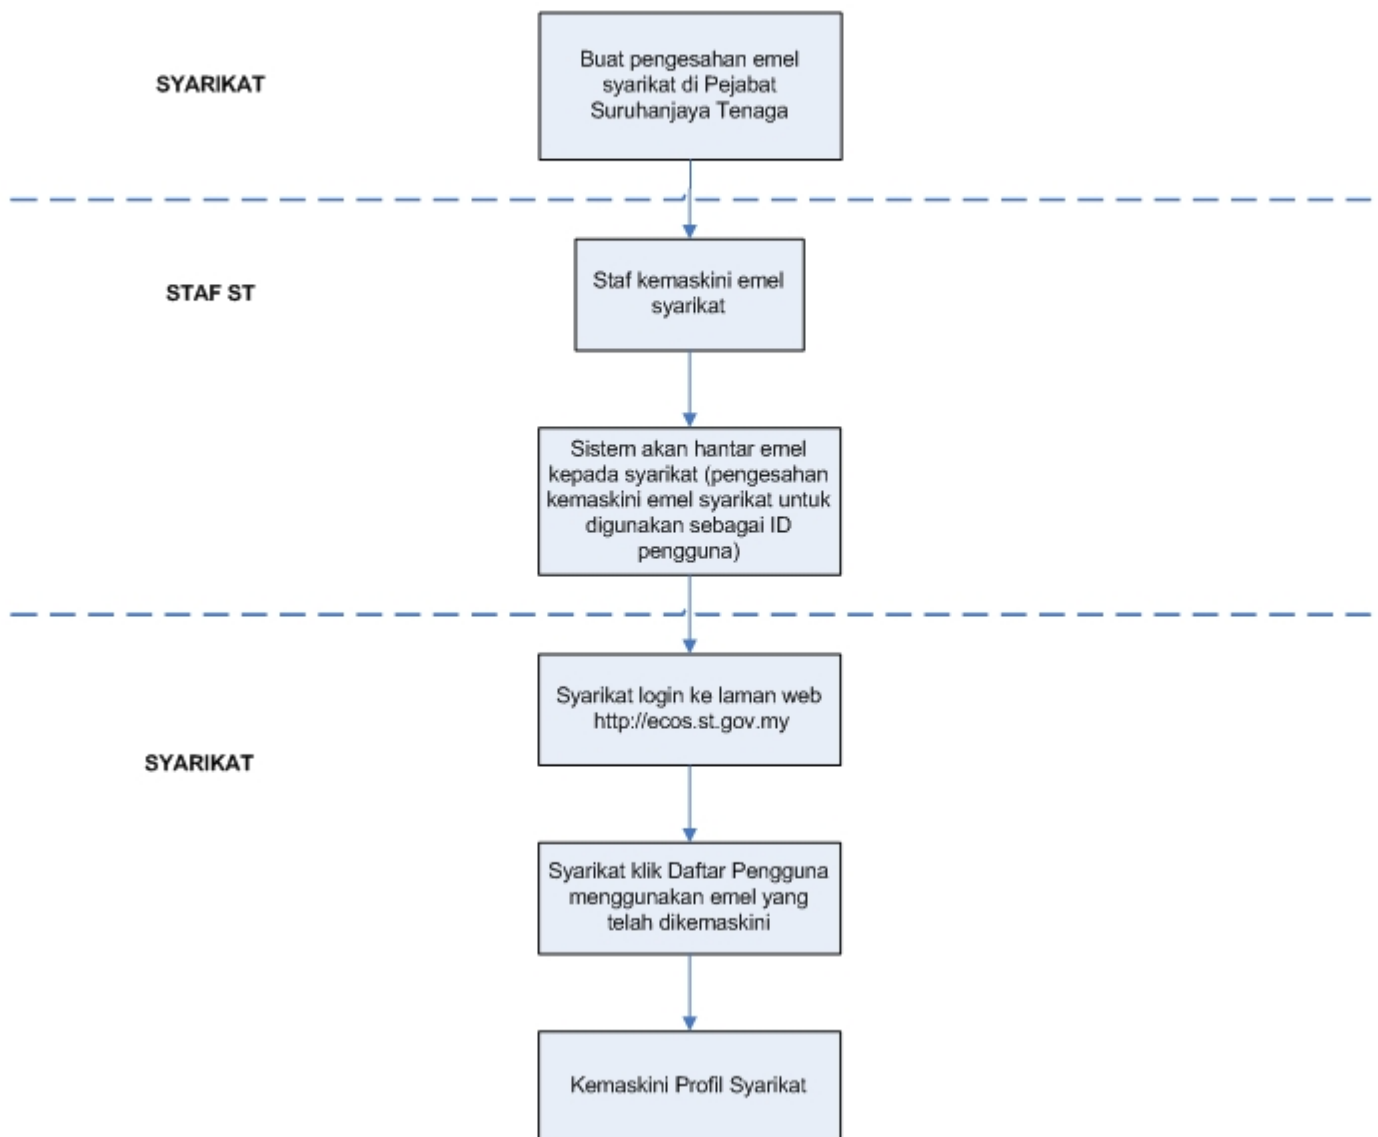 SYARIKAT
Buat pengesahan emel
syarikat di Pejabat
Suruhanjaya Tenaga
STAF ST
Staf kemaskini emel
syarikat
Sistem akan hantar emel
kepada syarikat (pengesahan
kemaskini emel syarikat untuk
digunakan sebagai ID
pengguna)
SYARIKAT
Syarikat login ke laman web
http://ecos.st.gov.my
Syarikat klik Daftar Pengguna
menggunakan emel yang
telah dikemaskini
Kemaskini Profil Syarikat